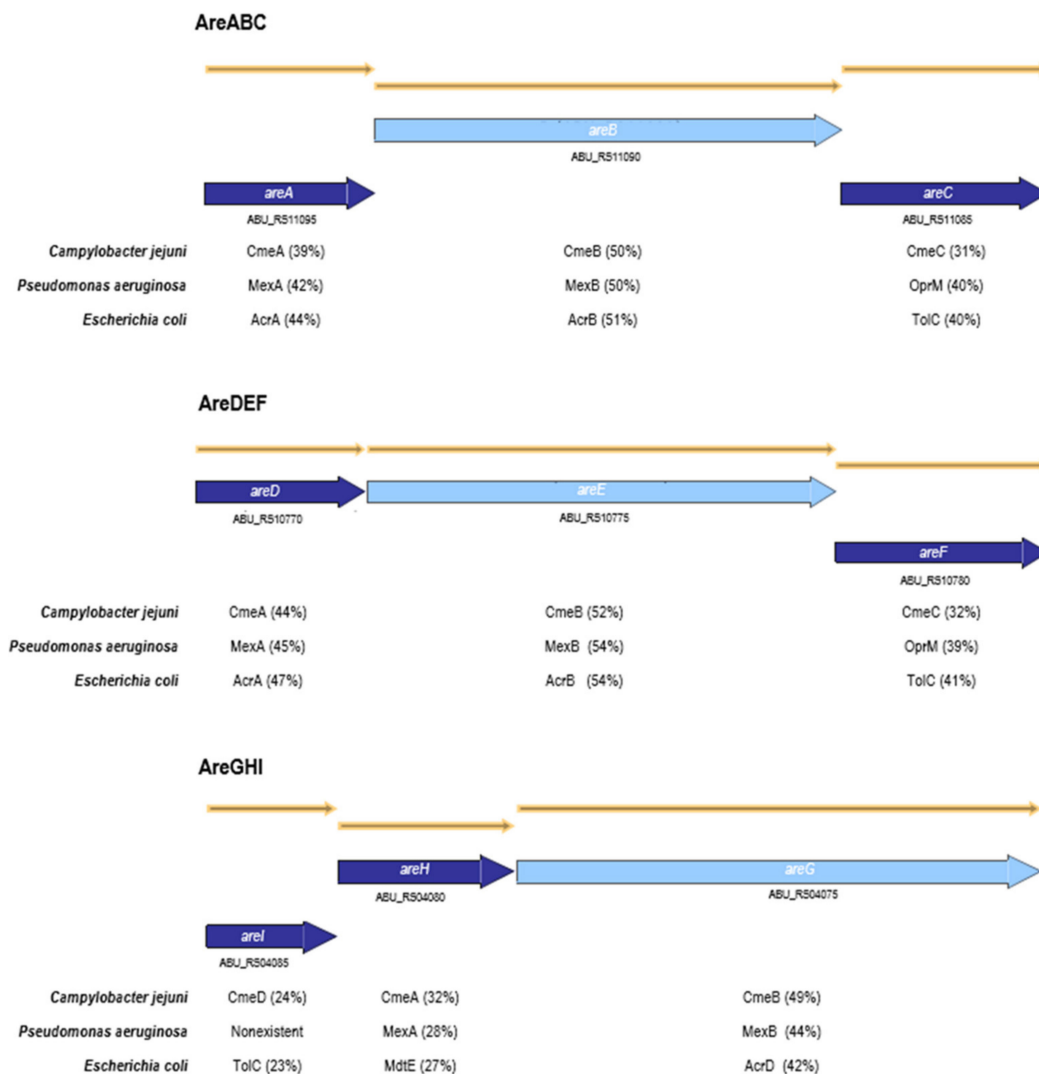 AreABC
areB
ABU_RS11090
areA
areC
ABU_RS11095
ABU_RS11085
Campylobacter jejuni CmeA (39%) CmeB (50%) CmeC (31%)
Pseudomonas aeruginosa MexA (42%) MexB (50%) OprM (40%)
Escherichia coli AcrA (44%) AcrB (51%) TolC (40%)
AreDEF
areD
areE
ABU_RS10770
ABU_RS10775
areF
ABU_RS10780
Campylobacter jejuni CmeA (44%) CmeB (52%) CmeC (32%)
Pseudomonas aeruginosa MexA (45%) MexB (54%) OprM (39%)
Escherichia coli AcrA (47%) AcrB (54%) TolC (41%)
AreGHI
areH
areG
ABU_RS04080
ABU_RS04075
areI
ABU_RS04085
Campylobacter jejuni CmeD (24%) CmeA (32%) CmeB (49%)
Pseudomonas aeruginosa Nonexistent MexA (28%) MexB (44%)
Escherichia coli TolC (23%) MdtE (27%) AcrD (42%)